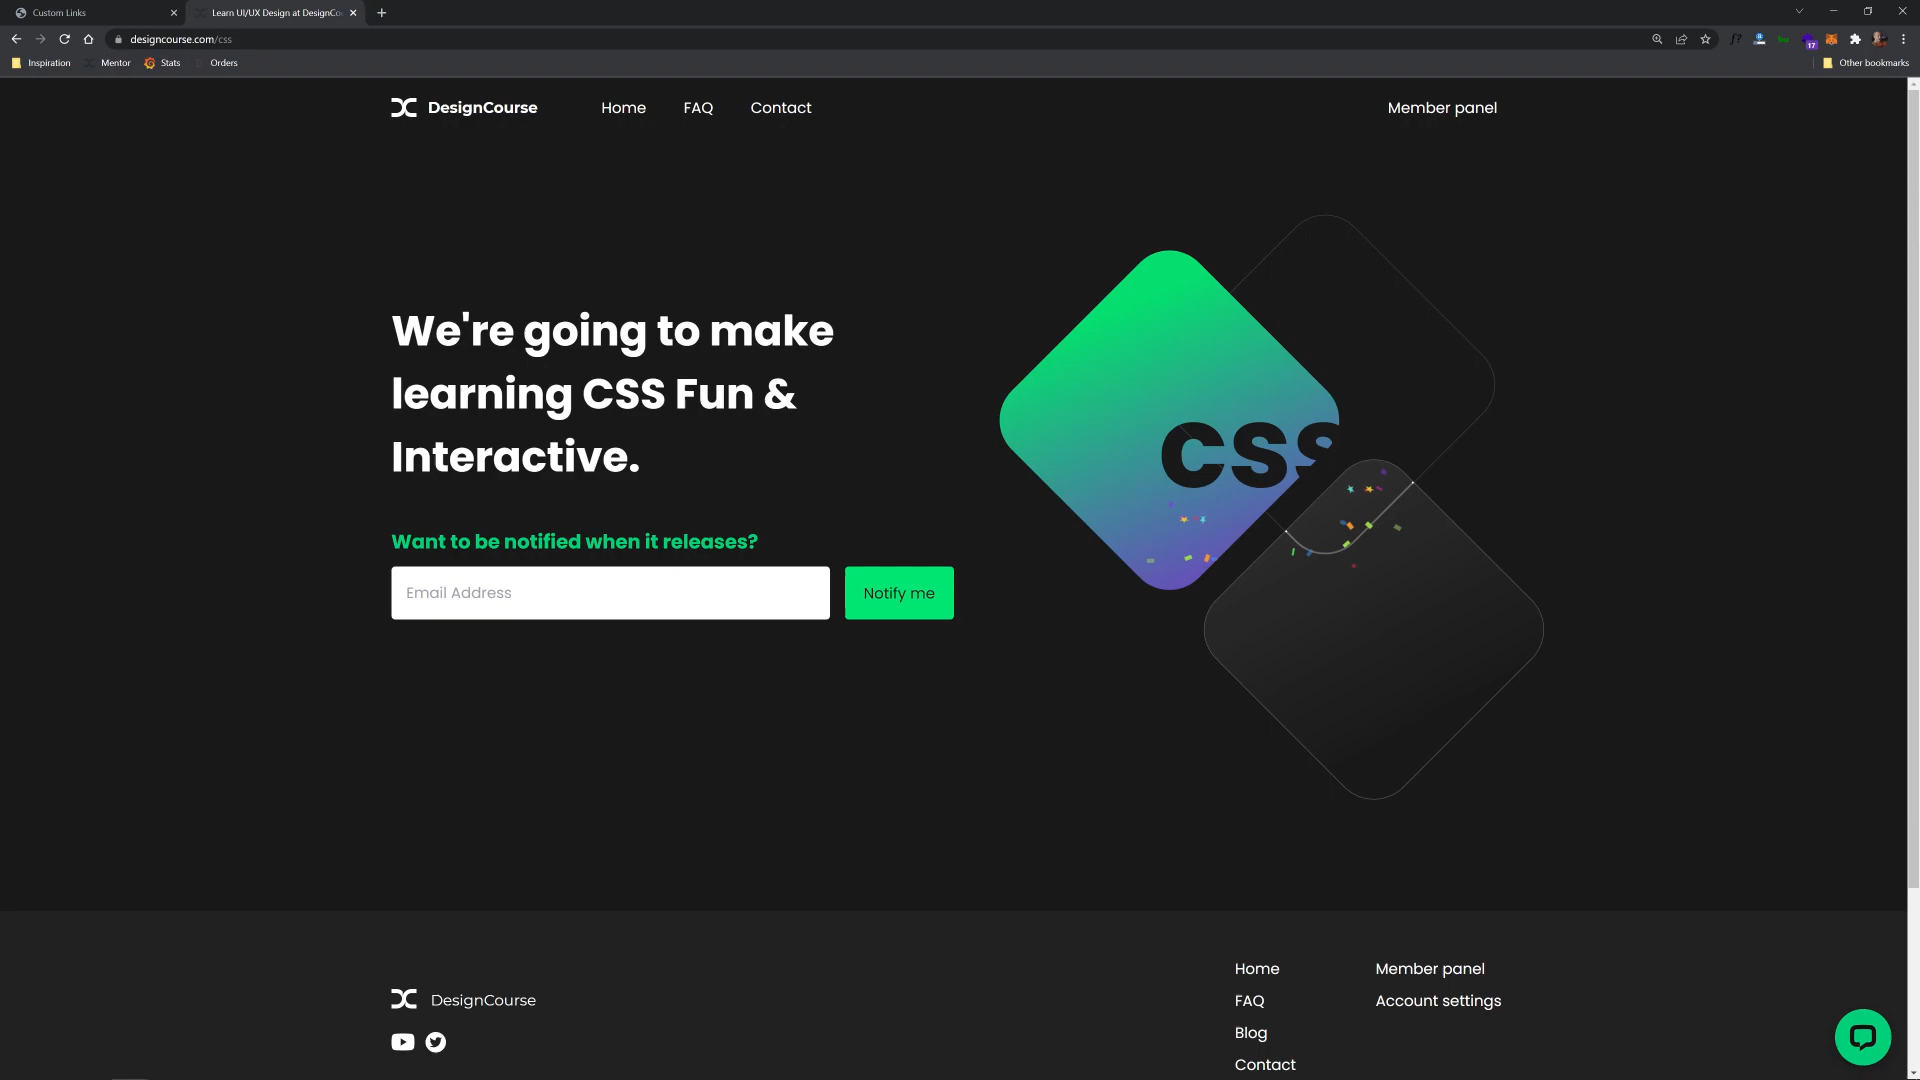 Custom Links
Learn UI/UX Design at DesignCo
designcourse.com/css
17
Inspiration
Mentor
Stats
Orders
Other bookmarks
DesignCourse
Home
FAQ
Contact
Member panel
We're going to make
learning CSS Fun &
Interactive.
css
Want to be notified when it releases?
Email Address
Notify me
DesignCourse
Home
FAQ
Blog
Contact
Member panel
Account settings